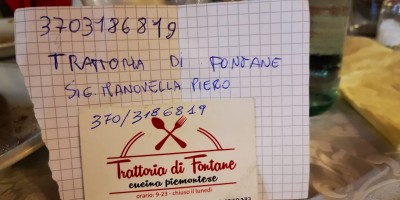 3703186819
TRATTORIA DI FONTANE
SIG. MANOVELLA PIERO
370/3186819
Trattoria di Fontane
cucina piemontese
orario: 9-23 - chiuso il lunedì